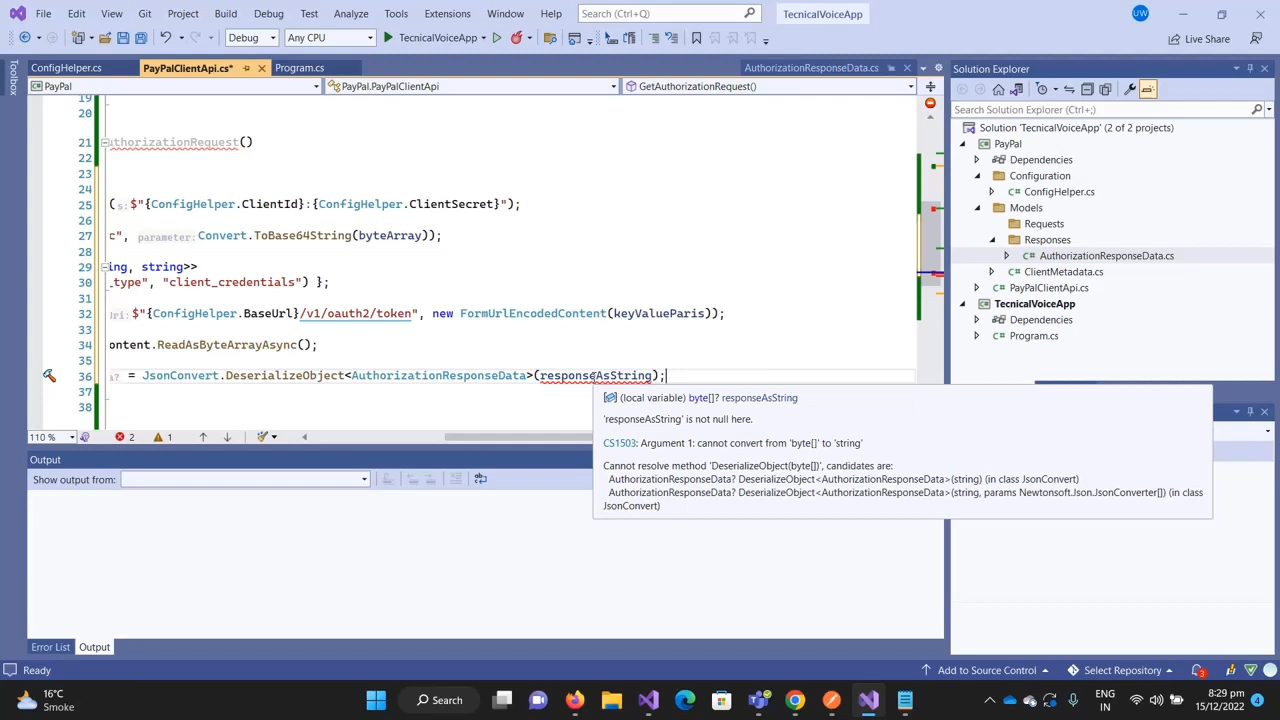 File Edit View Git Project Build Debug Test Analyze Tools Extensions Window Help Search (Ctrl+Q) TecnicalVoiceApp UW
Debug Any CPU TecnicalVoiceApp Live Share
Toolbox
ConfigHelper.cs PayPalClientApi.cs* Program.cs AuthorizationResponseData.cs
PayPal PayPal.PayPalClientApi GetAuthorizationRequest()
19
20
21 uthorizationRequest()
22
23
24
25 ( s: $"{ConfigHelper.ClientId}:{ConfigHelper.ClientSecret}");
26
27 c", parameter: Convert.ToBase64String(byteArray));
28
29 ing, string>>
30 _type", "client_credentials") };
31
32 Uri: $"{ConfigHelper.BaseUrl}/v1/oauth2/token", new FormUrlEncodedContent(keyValueParis));
33
34 ontent.ReadAsByteArrayAsync();
35
36 a? = JsonConvert.DeserializeObject<AuthorizationResponseData>(responseAsString);
37
38
(local variable) byte[]? responseAsString
'responseAsString' is not null here.
CS1503: Argument 1: cannot convert from 'byte[]' to 'string'
Cannot resolve method 'DeserializeObject(byte[])', candidates are:
AuthorizationResponseData? DeserializeObject<AuthorizationResponseData>(string) (in class JsonConvert)
AuthorizationResponseData? DeserializeObject<AuthorizationResponseData>(string, params Newtonsoft.Json.JsonConverter[]) (in class
JsonConvert)
110 % 2 1
Output
Show output from:
Error List Output
Solution Explorer
Search Solution Explorer (Ctrl+;)
Solution 'TecnicalVoiceApp' (2 of 2 projects)
PayPal
Dependencies
Configuration
C# ConfigHelper.cs
Models
Requests
Responses
C# AuthorizationResponseData.cs
C# ClientMetadata.cs
C# PayPalClientApi.cs
TecnicalVoiceApp
Dependencies
C# Program.cs
Ready Add to Source Control Select Repository 3
16°C
Smoke
Search
ENG
IN
8:29 pm
15/12/2022
4